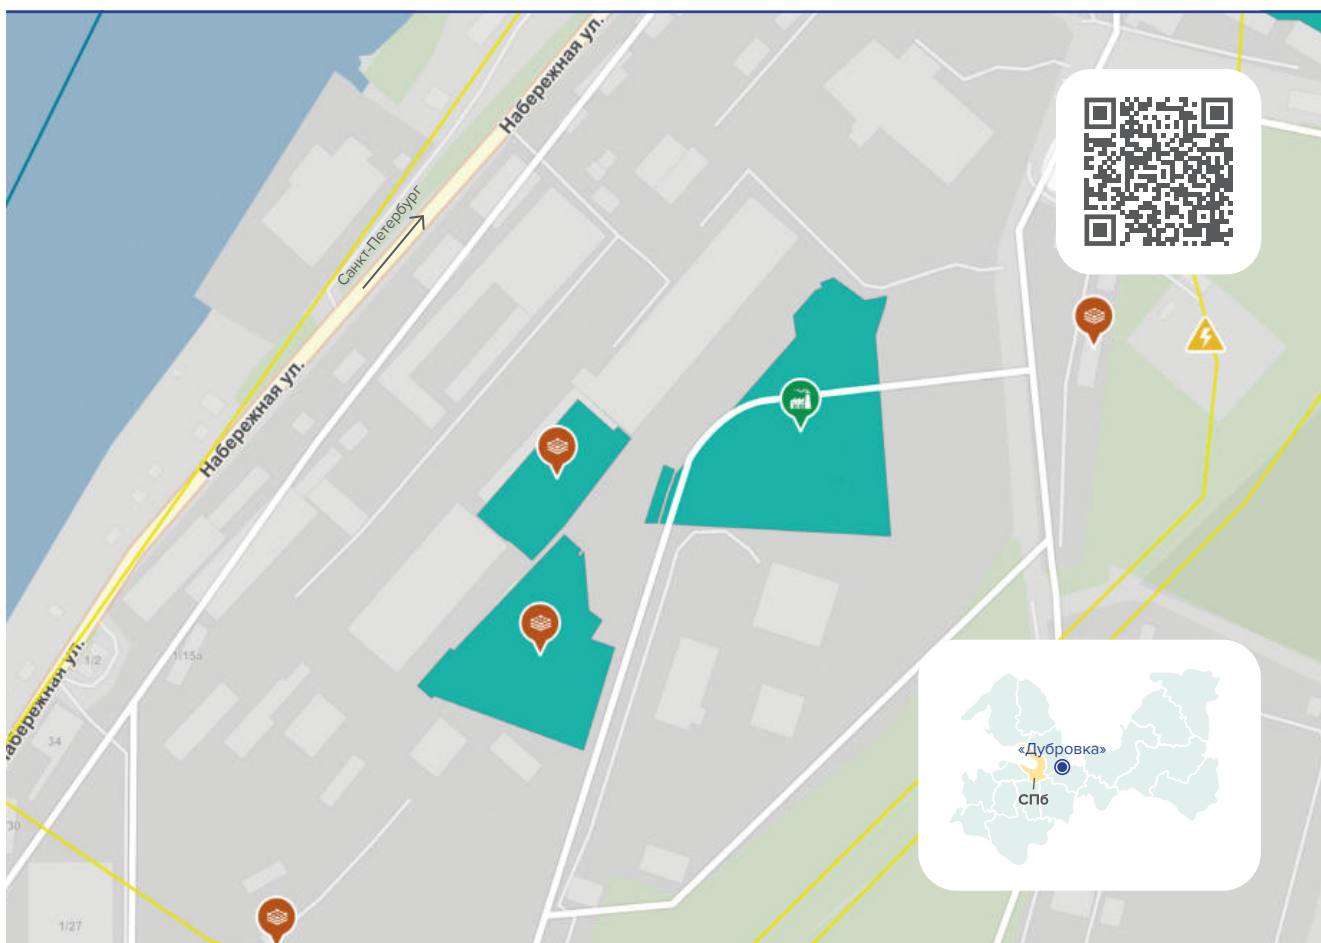 Набережная ул.
Санкт-Петербург
Набережная ул.
Набережная ул.
1/2
1/15а
34
30
1/27
«Дубровка»
СПб